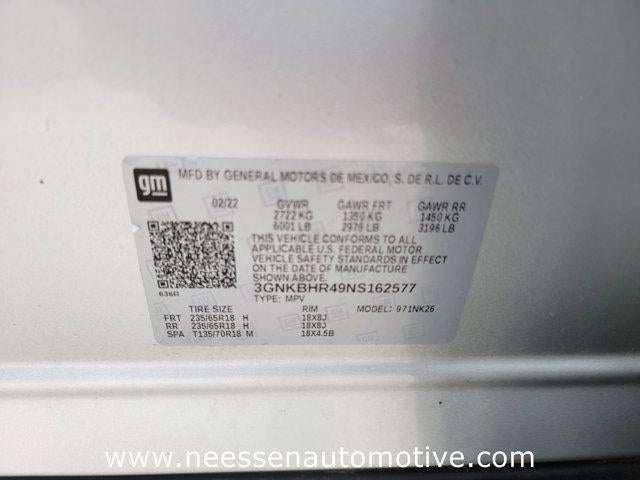 gm MFD BY GENERAL MOTORS DE MEXICO, S. DE R.L. DE C.V.
02/22 GVWR GAWR FRT GAWR RR
2722 KG 1350 KG 1450 KG
6001 LB 2976 LB 3196 LB
THIS VEHICLE CONFORMS TO ALL
APPLICABLE U.S. FEDERAL MOTOR
VEHICLE SAFETY STANDARDS IN EFFECT
ON THE DATE OF MANUFACTURE
SHOWN ABOVE.
3GNKBHR49NS162577
636R TYPE: MPV
TIRE SIZE RIM MODEL: 971NK26
FRT 235/65R18 H 18X8J
RR 235/65R18 H 18X8J
SPA T135/70R18 M 18X4.5B
www.neessenautomotive.com